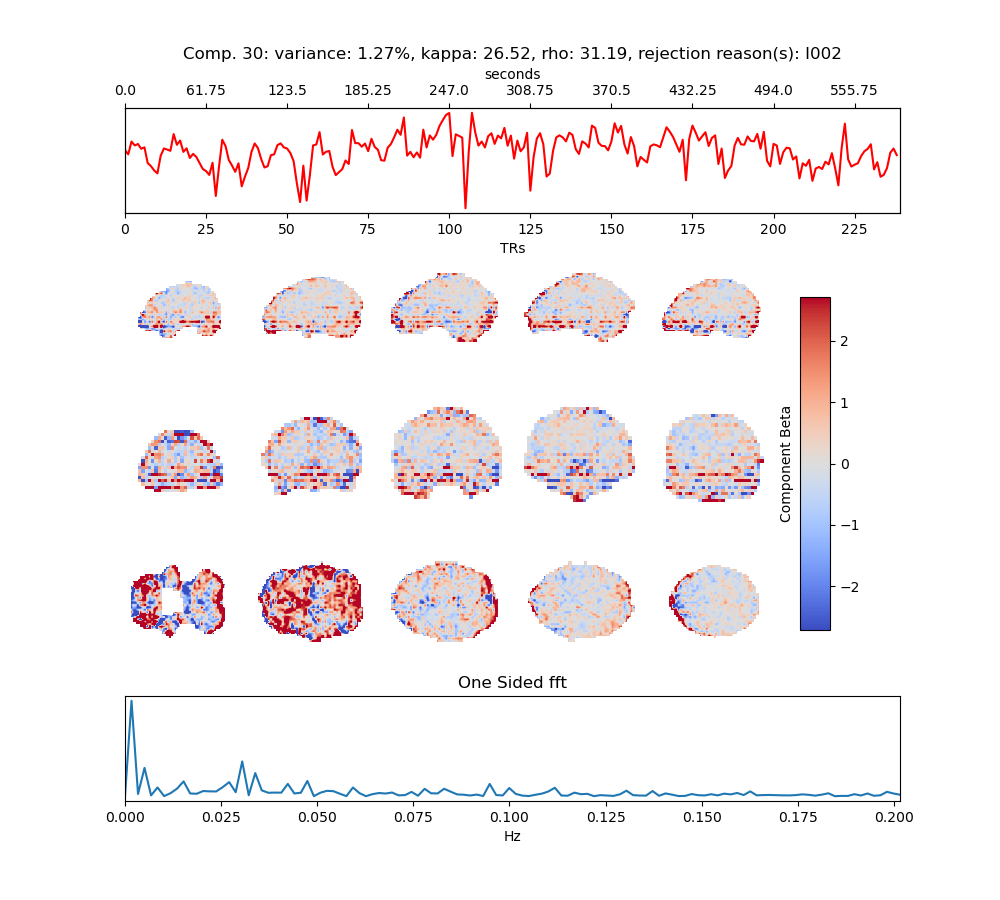 Comp. 30: variance: 1.27%, kappa: 26.52, rho: 31.19, rejection reason(s): I002
seconds
0.0 61.75 123.5 185.25 247.0 308.75 370.5 432.25 494.0 555.75
0 25 50 75 100 125 150 175 200 225
TRs
2
1
0
−1
−2
Component Beta
One Sided fft
0.000 0.025 0.050 0.075 0.100 0.125 0.150 0.175 0.200
Hz